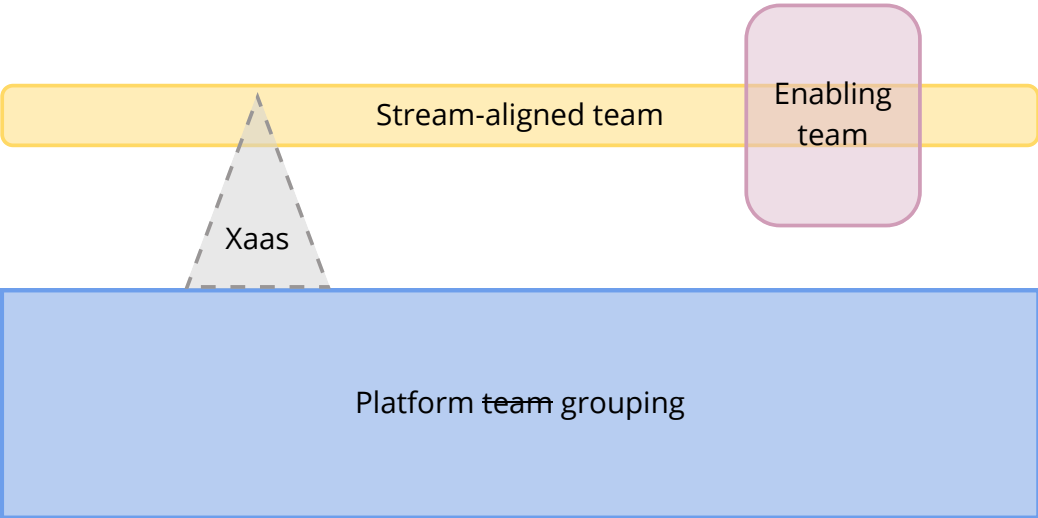 Stream-aligned team
Enabling
team
Xaas
Platform team grouping